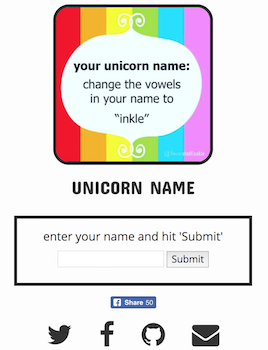 your unicorn name:
change the vowels
in your name to
“inkle”
UNICORN NAME
enter your name and hit 'Submit'
Submit
Share 50